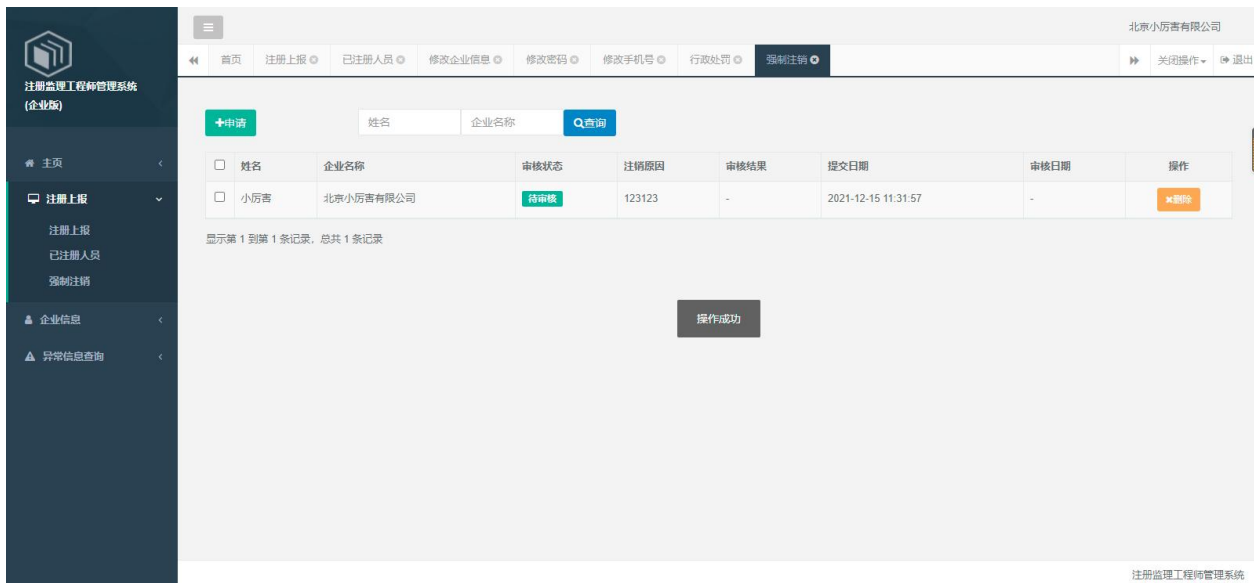 北京小厉害有限公司
首页 注册上报 已注册人员 修改企业信息 修改密码 修改手机号 行政处罚 强制注销 关闭操作 退出
注册监理工程师管理系统
(企业版)
+申请 姓名 企业名称 查询
主页
姓名 企业名称 审核状态 注销原因 审核结果 提交日期 审核日期 操作
注册上报
小厉害 北京小厉害有限公司 待审核 123123 - 2021-12-15 11:31:57 - 删除
注册上报
显示第 1 到第 1 条记录，总共 1 条记录
已注册人员
强制注销
企业信息
操作成功
异常信息查询
注册监理工程师管理系统